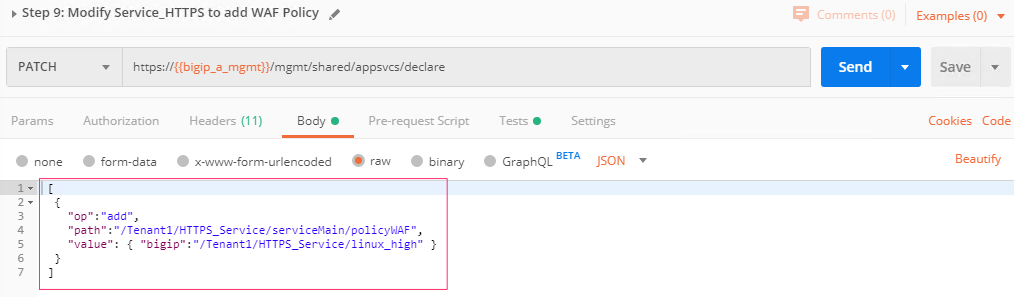 Step 9: Modify Service_HTTPS to add WAF Policy
Comments (0)
Examples (0)
PATCH
https://{{bigip_a_mgmt}}/mgmt/shared/appsvcs/declare
Send
Save
Params
Authorization
Headers (11)
Body
Pre-request Script
Tests
Settings
Cookies
Code
none
form-data
x-www-form-urlencoded
raw
binary
GraphQL BETA
JSON
Beautify
1 [
2 {
3 "op":"add",
4 "path":"/Tenant1/HTTPS_Service/serviceMain/policyWAF",
5 "value": { "bigip":"/Tenant1/HTTPS_Service/linux_high" }
6 }
7 ]